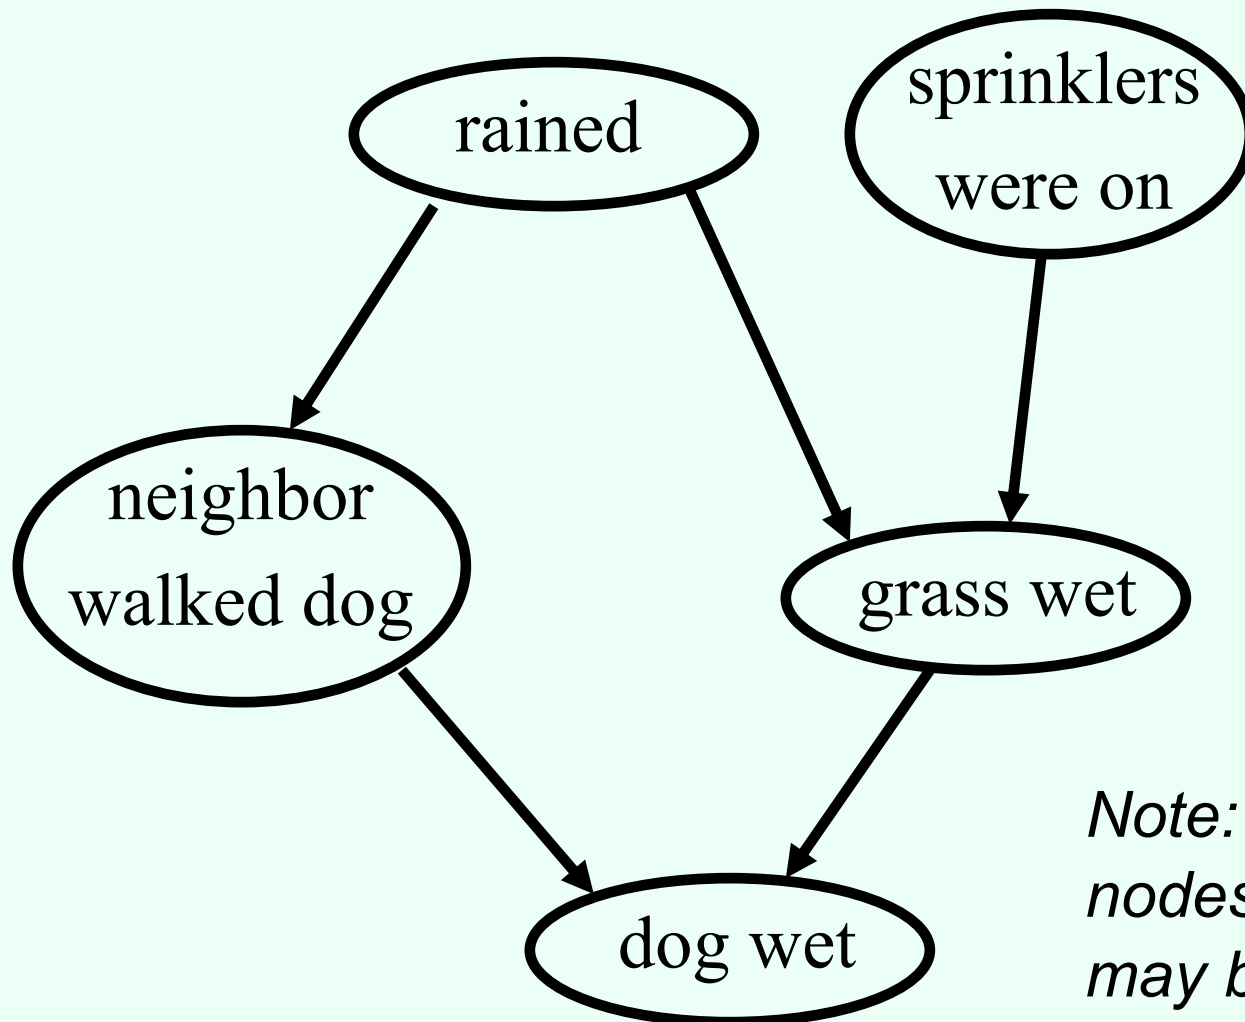 rained
sprinklers
were on
neighbor
walked dog
grass wet
dog wet
Note:
nodes
may b